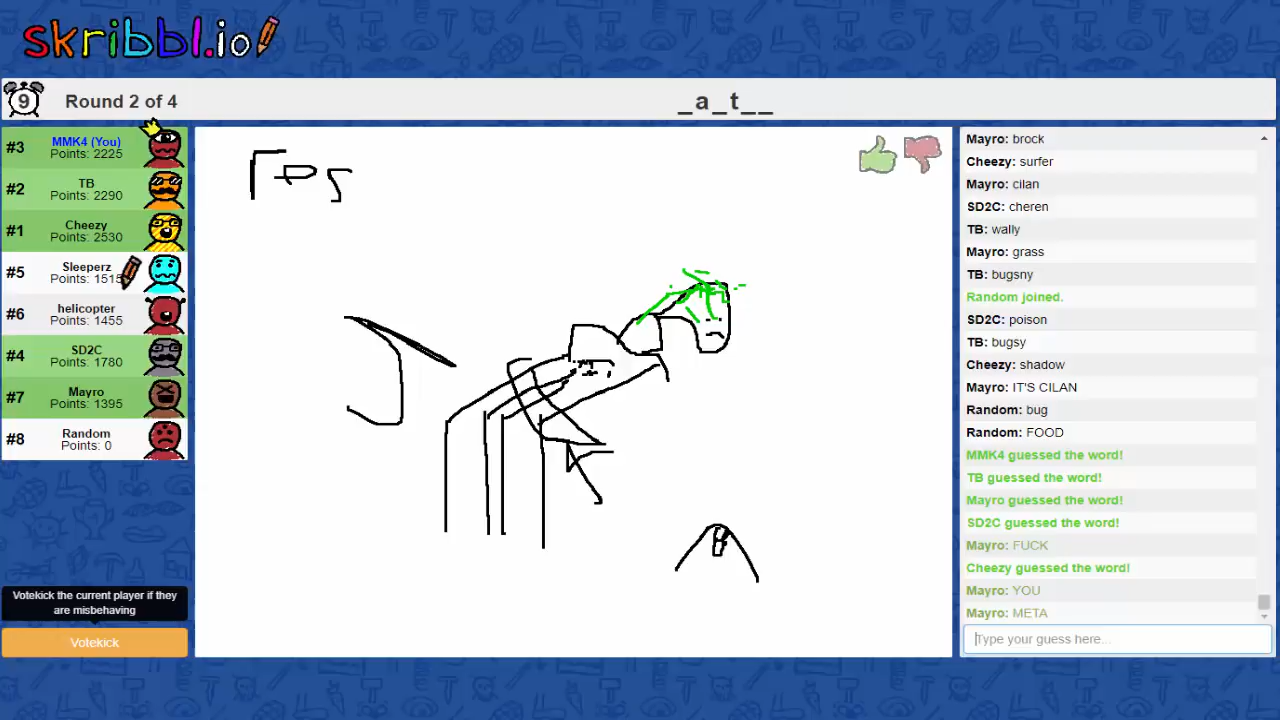 skribbl.io
9 Round 2 of 4 _a_t__
#3 MMK4 (You)
Points: 2225
#2 TB
Points: 2290
#1 Cheezy
Points: 2530
#5 Sleeperz
Points: 1515
#6 helicopter
Points: 1455
#4 SD2C
Points: 1780
#7 Mayro
Points: 1395
#8 Random
Points: 0
Votekick the current player if they
are misbehaving
Votekick
Mayro: brock
Cheezy: surfer
Mayro: cilan
SD2C: cheren
TB: wally
Mayro: grass
TB: bugsny
Random joined.
SD2C: poison
TB: bugsy
Cheezy: shadow
Mayro: IT'S CILAN
Random: bug
Random: FOOD
MMK4 guessed the word!
TB guessed the word!
Mayro guessed the word!
SD2C guessed the word!
Mayro: FUCK
Cheezy guessed the word!
Mayro: YOU
Mayro: META
Type your guess here...